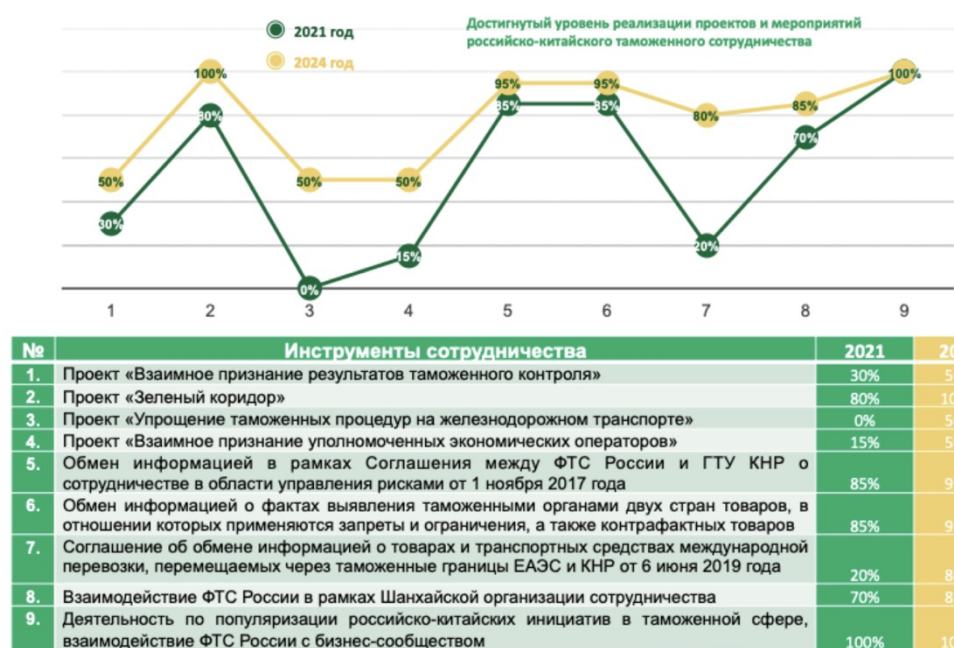 2021 год
2024 год
Достигнутый уровень реализации проектов и мероприятий
российско-китайского таможенного сотрудничества
100%
80%
50%
30%
50%
0%
50%
15%
95%
85%
95%
85%
80%
20%
85%
70%
100%
1 2 3 4 5 6 7 8 9
№ Инструменты сотрудничества 2021
1. Проект «Взаимное признание результатов таможенного контроля» 30%
2. Проект «Зеленый коридор» 80%
3. Проект «Упрощение таможенных процедур на железнодорожном транспорте» 0%
4. Проект «Взаимное признание уполномоченных экономических операторов» 15%
5. Обмен информацией в рамках Соглашения между ФТС России и ГТУ КНР о
сотрудничестве в области управления рисками от 1 ноября 2017 года 85%
6. Обмен информацией о фактах выявления таможенными органами двух стран товаров, в
отношении которых применяются запреты и ограничения, а также контрафактных товаров 85%
7. Соглашение об обмене информацией о товарах и транспортных средствах международной
перевозки, перемещаемых через таможенные границы ЕАЭС и КНР от 6 июня 2019 года 20%
8. Взаимодействие ФТС России в рамках Шанхайской организации сотрудничества 70%
9. Деятельность по популяризации российско-китайских инициатив в таможенной сфере,
взаимодействие ФТС России с бизнес-сообществом 100%